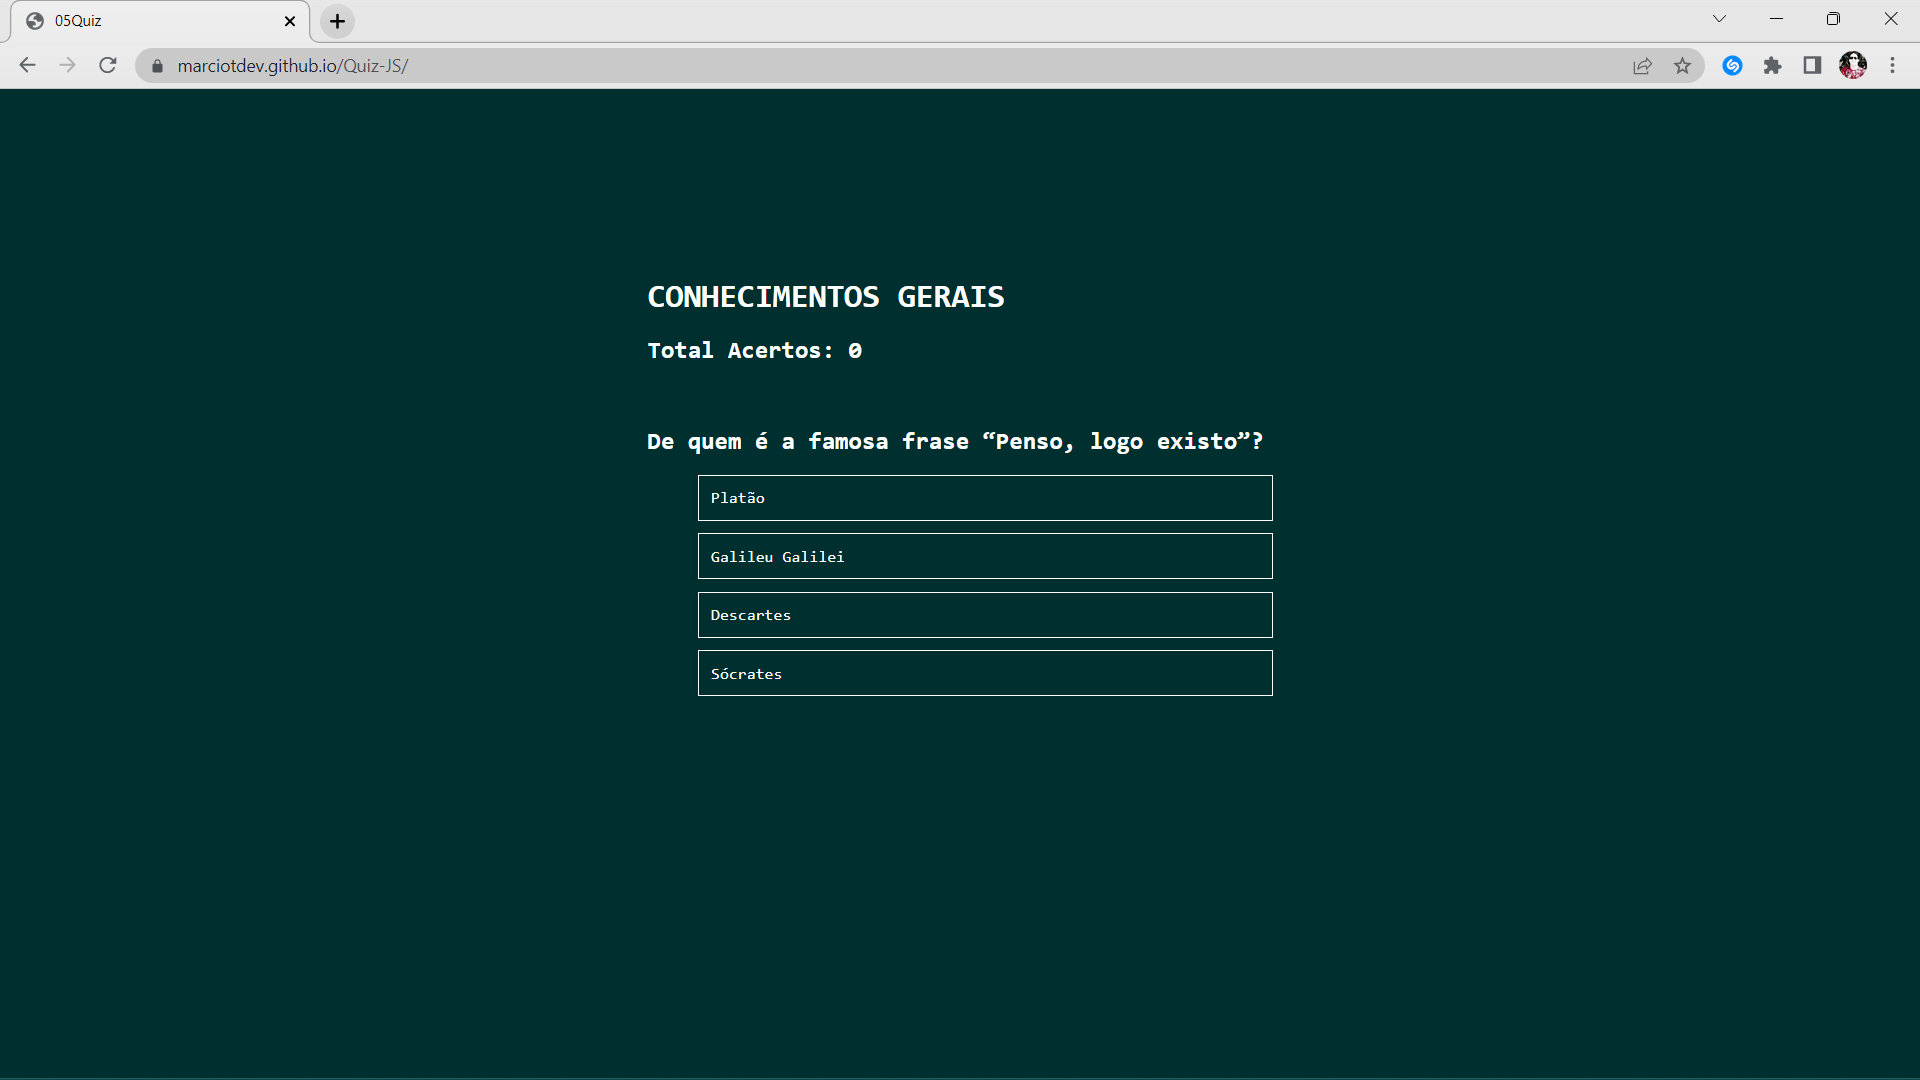 05Quiz
marciotdev.github.io/Quiz-JS/
CONHECIMENTOS GERAIS
Total Acertos: 0
De quem é a famosa frase “Penso, logo existo”?
Platão
Galileu Galilei
Descartes
Sócrates